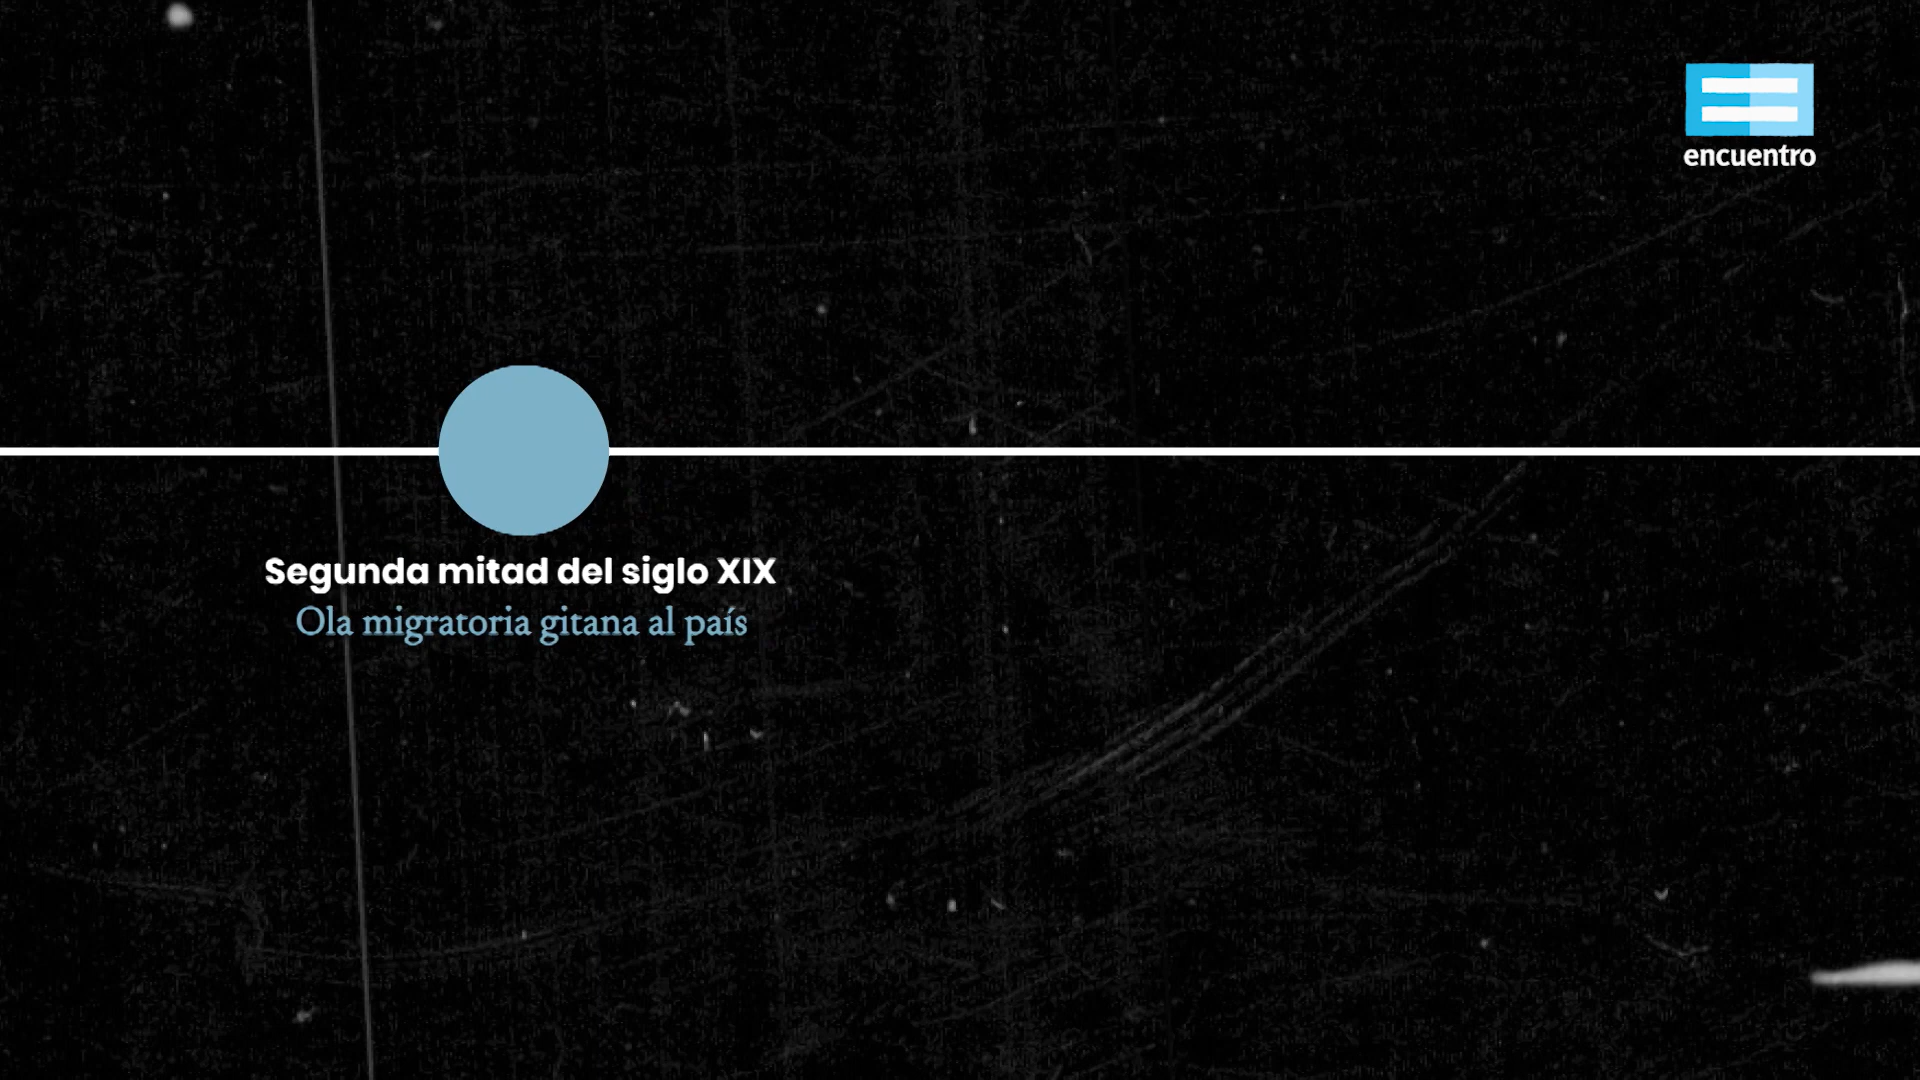 encuentro
Segunda mitad del siglo XIX
Ola migratoria gitana al país